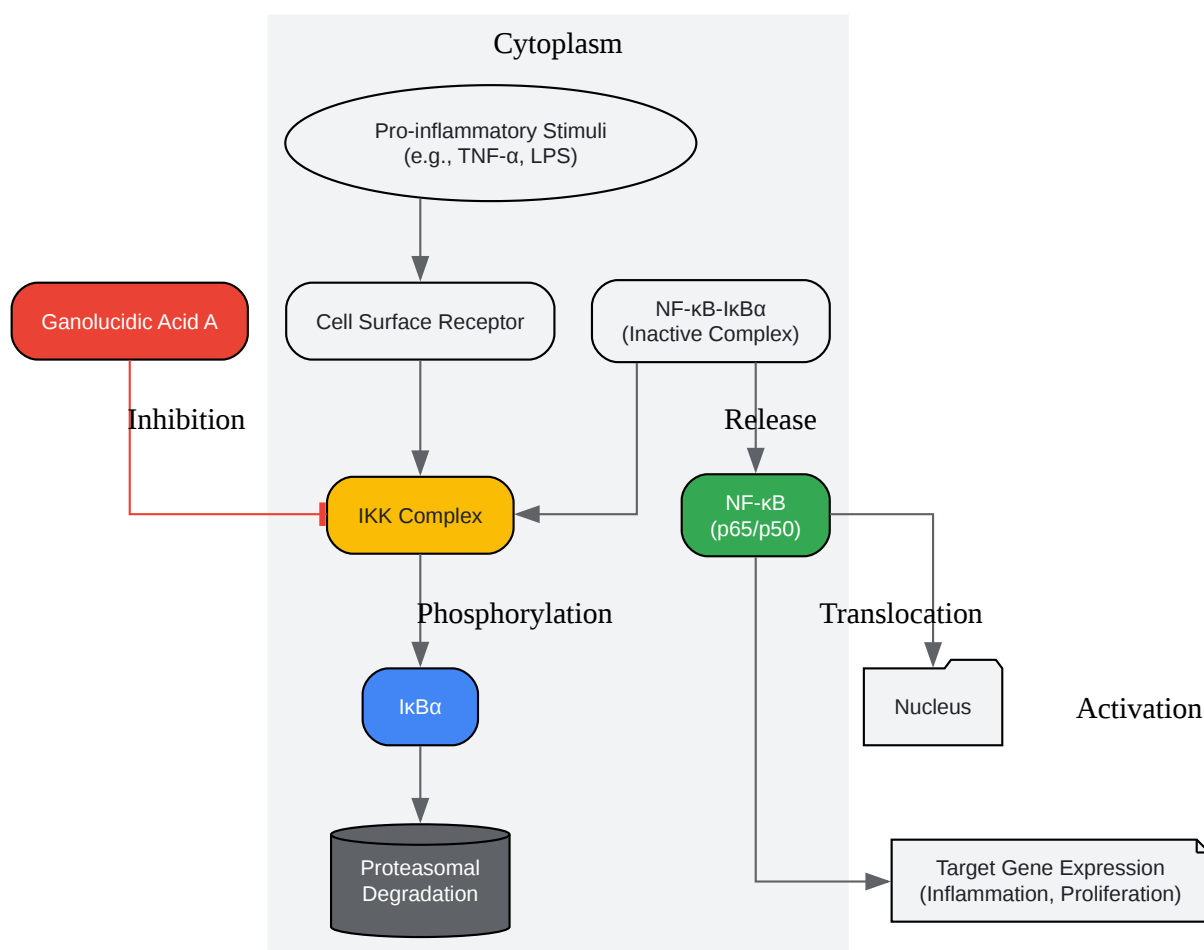 Cytoplasm
Pro-inflammatory Stimuli
(e.g., TNF-α, LPS)
Ganolucidic Acid A
Cell Surface Receptor
NF-κB-IκBα
(Inactive Complex)
Inhibition
Release
IKK Complex
NF-κB
(p65/p50)
Phosphorylation
Translocation
IκBα
Nucleus
Activation
Proteasomal
Degradation
Target Gene Expression
(Inflammation, Proliferation)